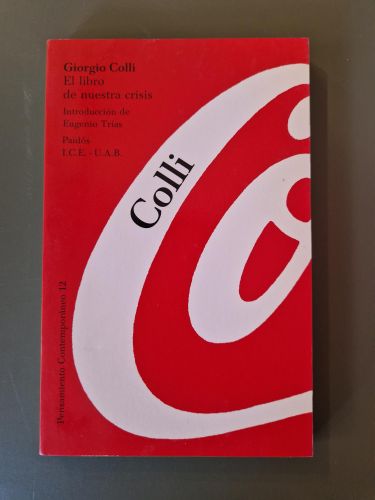 Giorgio Colli
El libro
de nuestra crisis
Introducción de
Eugenio Trías
Paidós
I.C.E. - U.A.B.
Colli
Pensamiento Contemporáneo 12